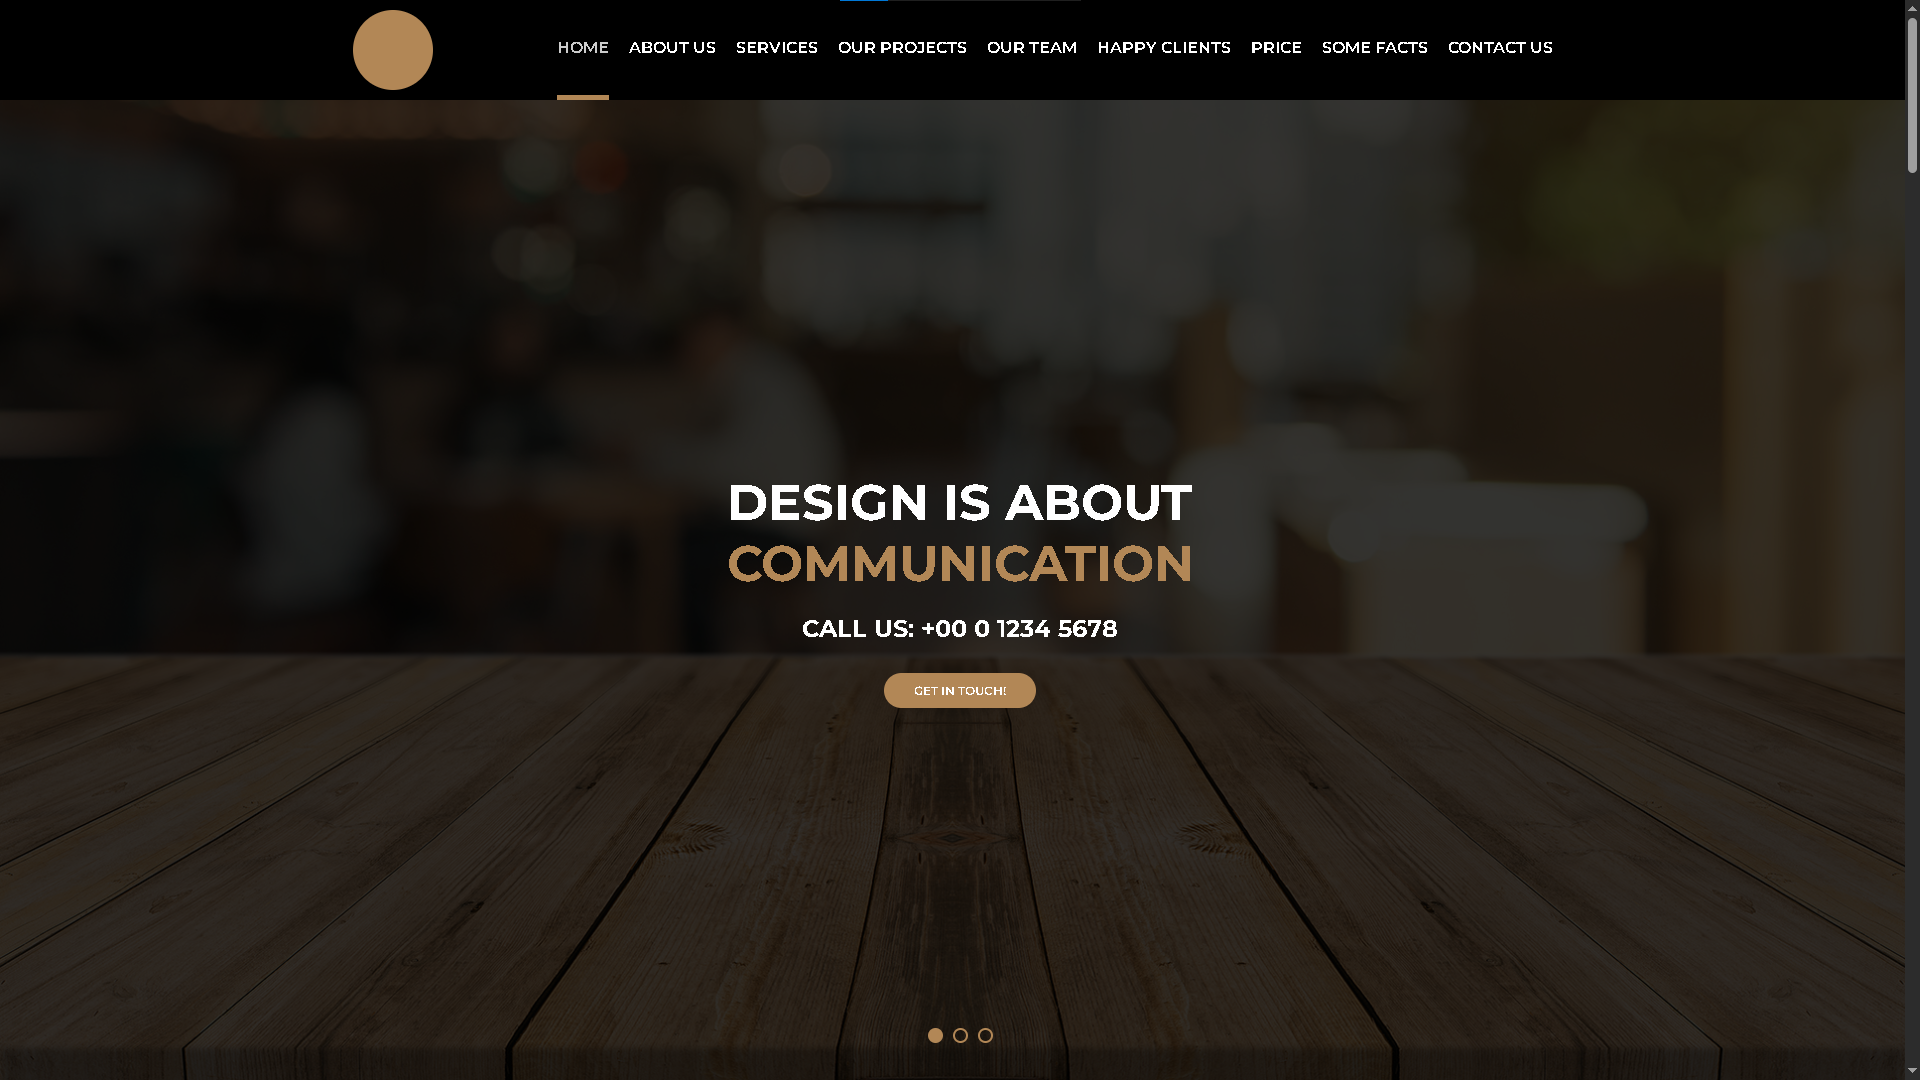 HOME ABOUT US SERVICES OUR PROJECTS OUR TEAM HAPPY CLIENTS PRICE SOME FACTS CONTACT US
DESIGN IS ABOUT
COMMUNICATION
CALL US: +00 0 1234 5678
GET IN TOUCH!